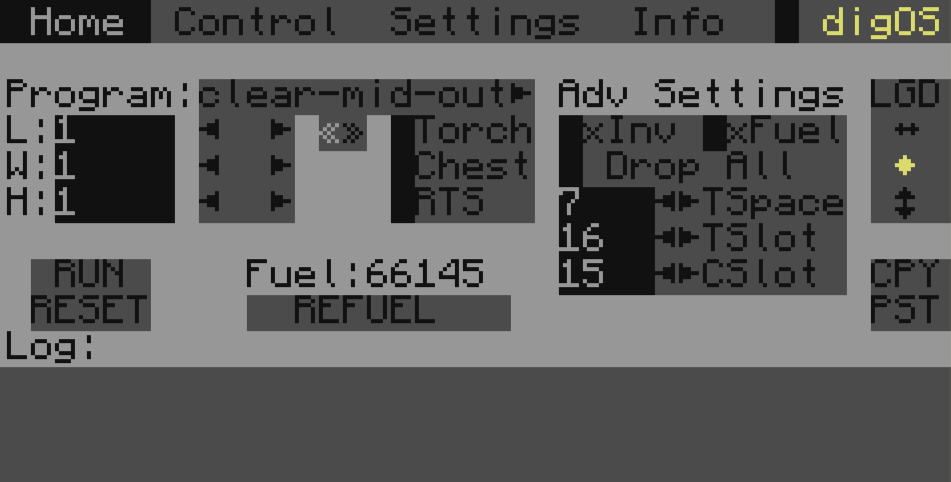 Home Control Settings Info digOS
Program: clear-mid-out► Adv Settings LGD
L: 1 ◄ ► «» Torch xInv xFuel ↔
W: 1 ◄ ► Chest Drop All ◆
H: 1 ◄ ► RTS 7 ◄► TSpace ↕
16 ◄► TSlot
RUN Fuel:66145 15 ◄► CSlot CPY
RESET REFUEL PST
Log: